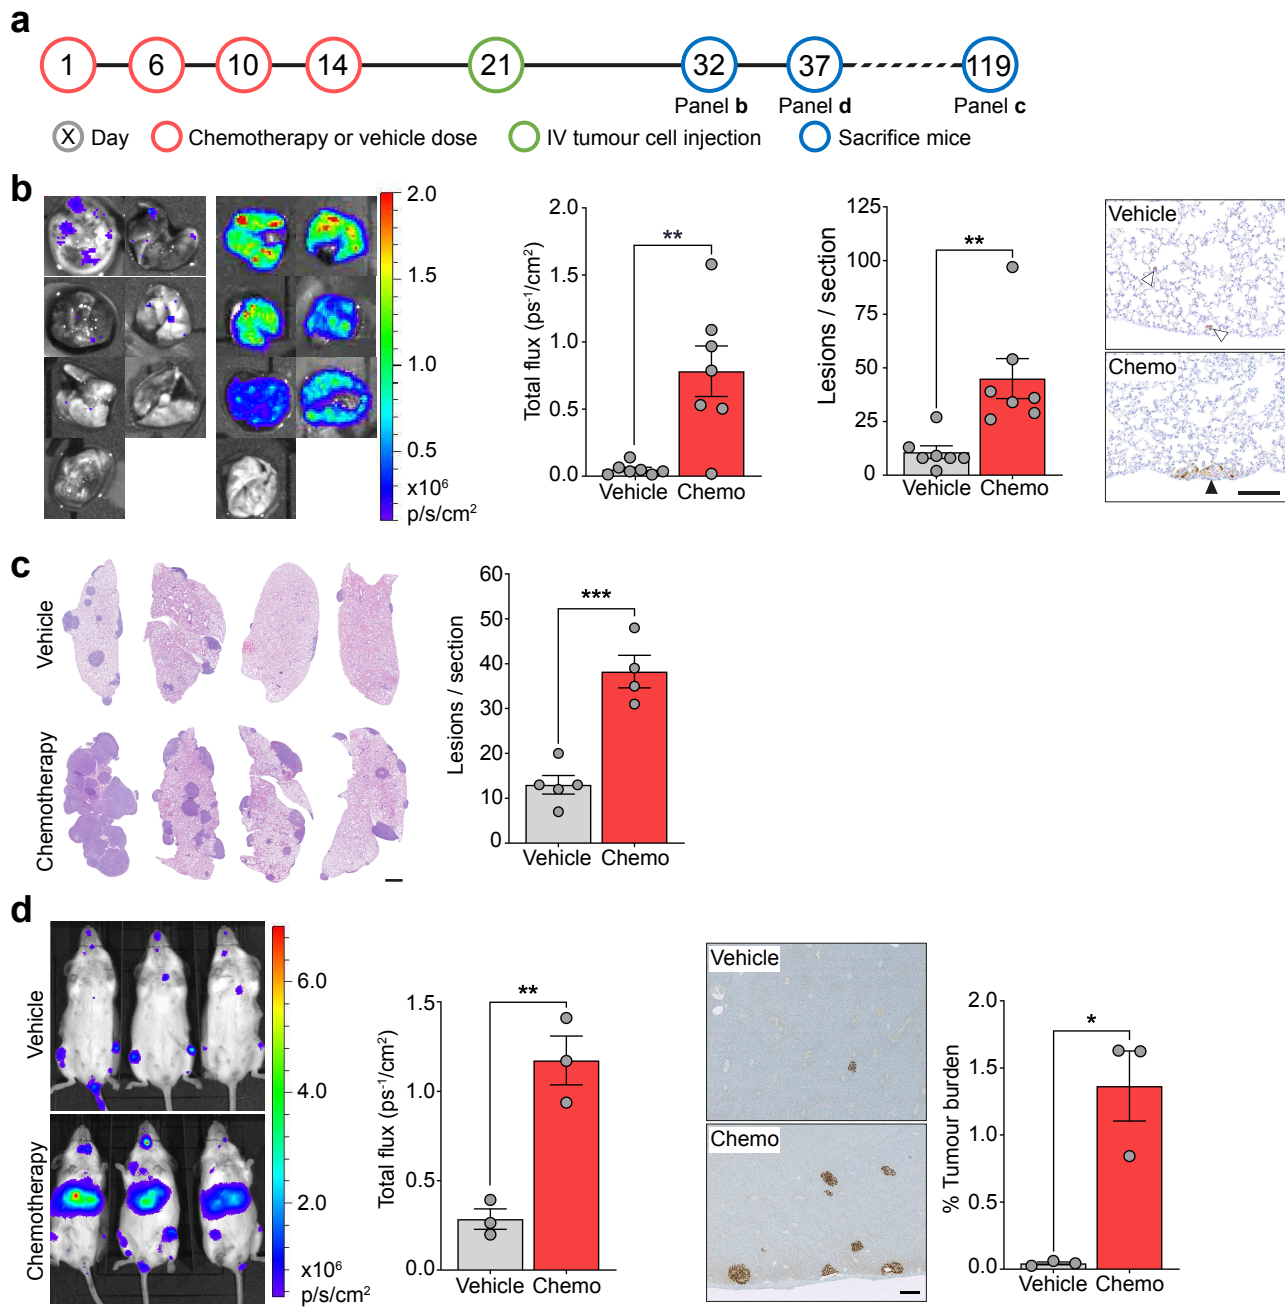 a
1 6 10 14 21 32 37 119
Panel b Panel d Panel c
X Day Chemotherapy or vehicle dose IV tumour cell injection Sacrifice mice
b
2.0
1.5
1.0
0.5
x10⁶
p/s/cm²
Total flux (ps⁻¹/cm²)
2.0
1.5
1.0
0.5
0.0
**
Vehicle Chemo
Lesions / section
125
100
75
50
25
0
**
Vehicle Chemo
Vehicle
Chemo
c
Vehicle
Chemotherapy
Lesions / section
60
50
40
30
20
10
0
***
Vehicle Chemo
d
Vehicle
Chemotherapy
6.0
4.0
2.0
x10⁶
p/s/cm²
Total flux (ps⁻¹/cm²)
1.5
1.0
0.5
0.0
**
Vehicle Chemo
Vehicle
Chemo
% Tumour burden
2.0
1.5
1.0
0.5
0.0
*
Vehicle Chemo